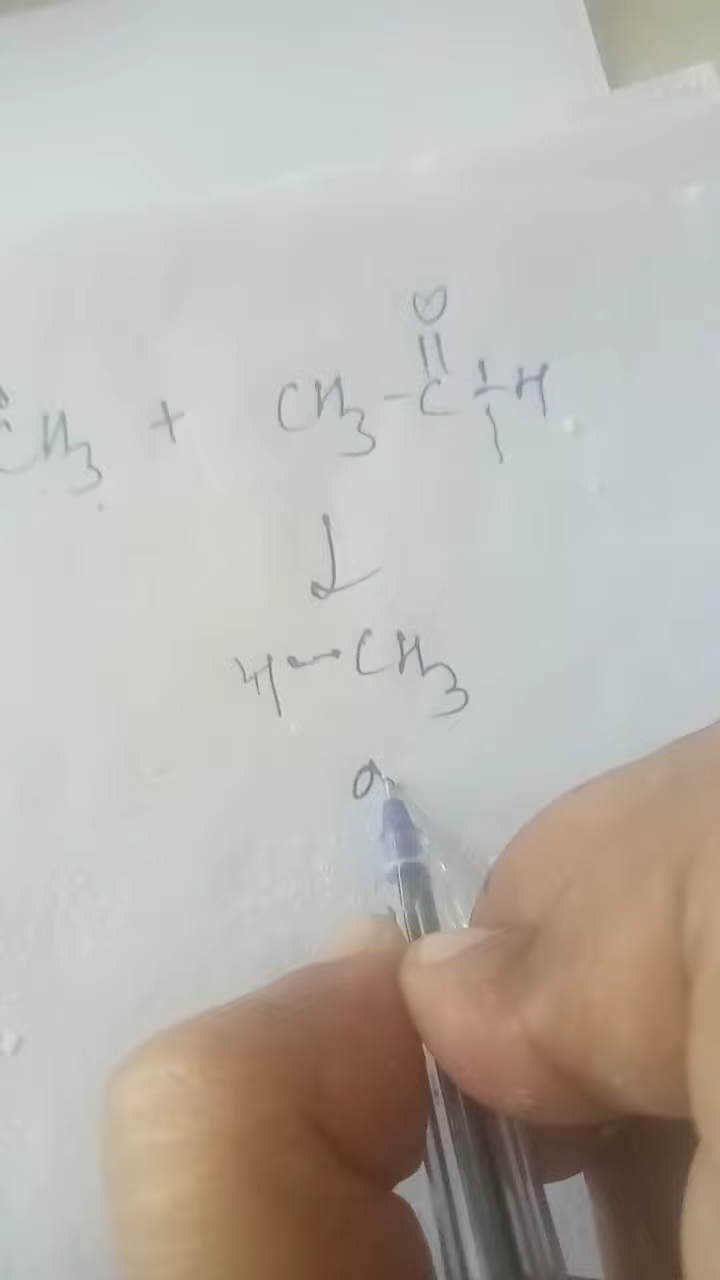 O
||
CH3 + CH3-C-H
↓
H-CH3
a